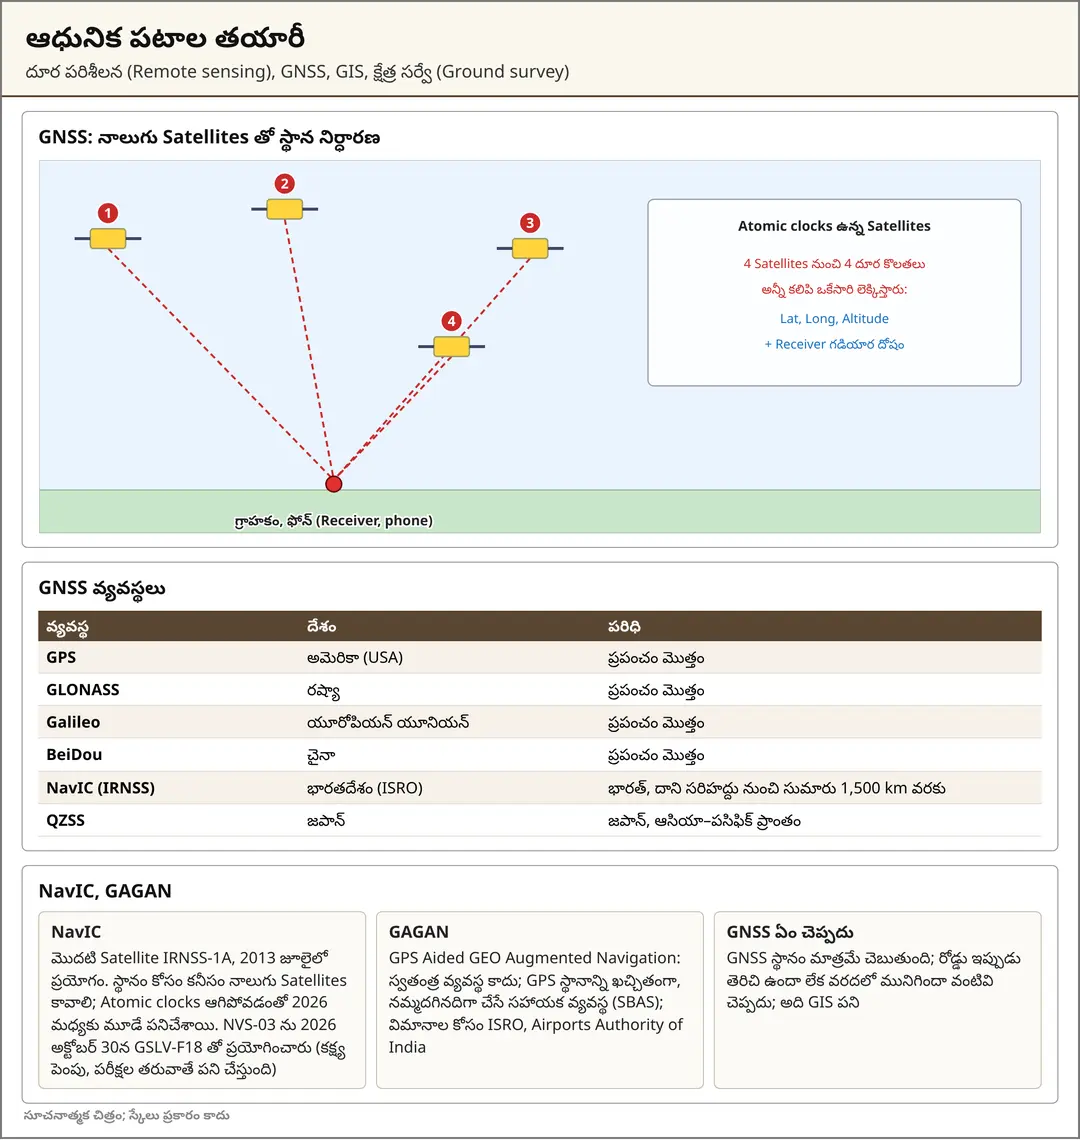 ఆధునిక పటాల తయారీ
దూర పరిశీలన (Remote sensing), GNSS, GIS, క్షేత్ర సర్వే (Ground survey)
GNSS: నాలుగు Satellites తో స్థాన నిర్ధారణ
1
2
3
4
Atomic clocks ఉన్న Satellites
4 Satellites నుంచి 4 దూర కొలతలు
అన్నీ కలిపి ఒకేసారి లెక్కిస్తారు:
Lat, Long, Altitude
+ Receiver గడియార దోషం
గ్రాహకం, ఫోన్ (Receiver, phone)
GNSS వ్యవస్థలు
వ్యవస్థ దేశం పరిధి
GPS అమెరికా (USA) ప్రపంచం మొత్తం
GLONASS రష్యా ప్రపంచం మొత్తం
Galileo యూరోపియన్ యూనియన్ ప్రపంచం మొత్తం
BeiDou చైనా ప్రపంచం మొత్తం
NavIC (IRNSS) భారతదేశం (ISRO) భారత్, దాని సరిహద్దు నుంచి సుమారు 1,500 km వరకు
QZSS జపాన్ జపాన్, ఆసియా–పసిఫిక్ ప్రాంతం
NavIC, GAGAN
NavIC
మొదటి Satellite IRNSS-1A, 2013 జూలైలో
ప్రయోగం. స్థానం కోసం కనీసం నాలుగు Satellites
కావాలి; Atomic clocks ఆగిపోవడంతో 2026
మధ్యకు మూడే పనిచేశాయి. NVS-03 ను 2026
అక్టోబర్ 30న GSLV-F18 తో ప్రయోగించారు (కక్ష్య
పెంపు, పరీక్షల తరువాతే పని చేస్తుంది)
GAGAN
GPS Aided GEO Augmented Navigation:
స్వతంత్ర వ్యవస్థ కాదు; GPS స్థానాన్ని ఖచ్చితంగా,
నమ్మదగినదిగా చేసే సహాయక వ్యవస్థ (SBAS);
విమానాల కోసం ISRO, Airports Authority of
India
GNSS ఏం చెప్పదు
GNSS స్థానం మాత్రమే చెబుతుంది; రోడ్డు ఇప్పుడు
తెరిచి ఉందా లేక వరదలో మునిగిందా వంటివి
చెప్పదు; అది GIS పని
సూచనాత్మక చిత్రం; స్కేలు ప్రకారం కాదు